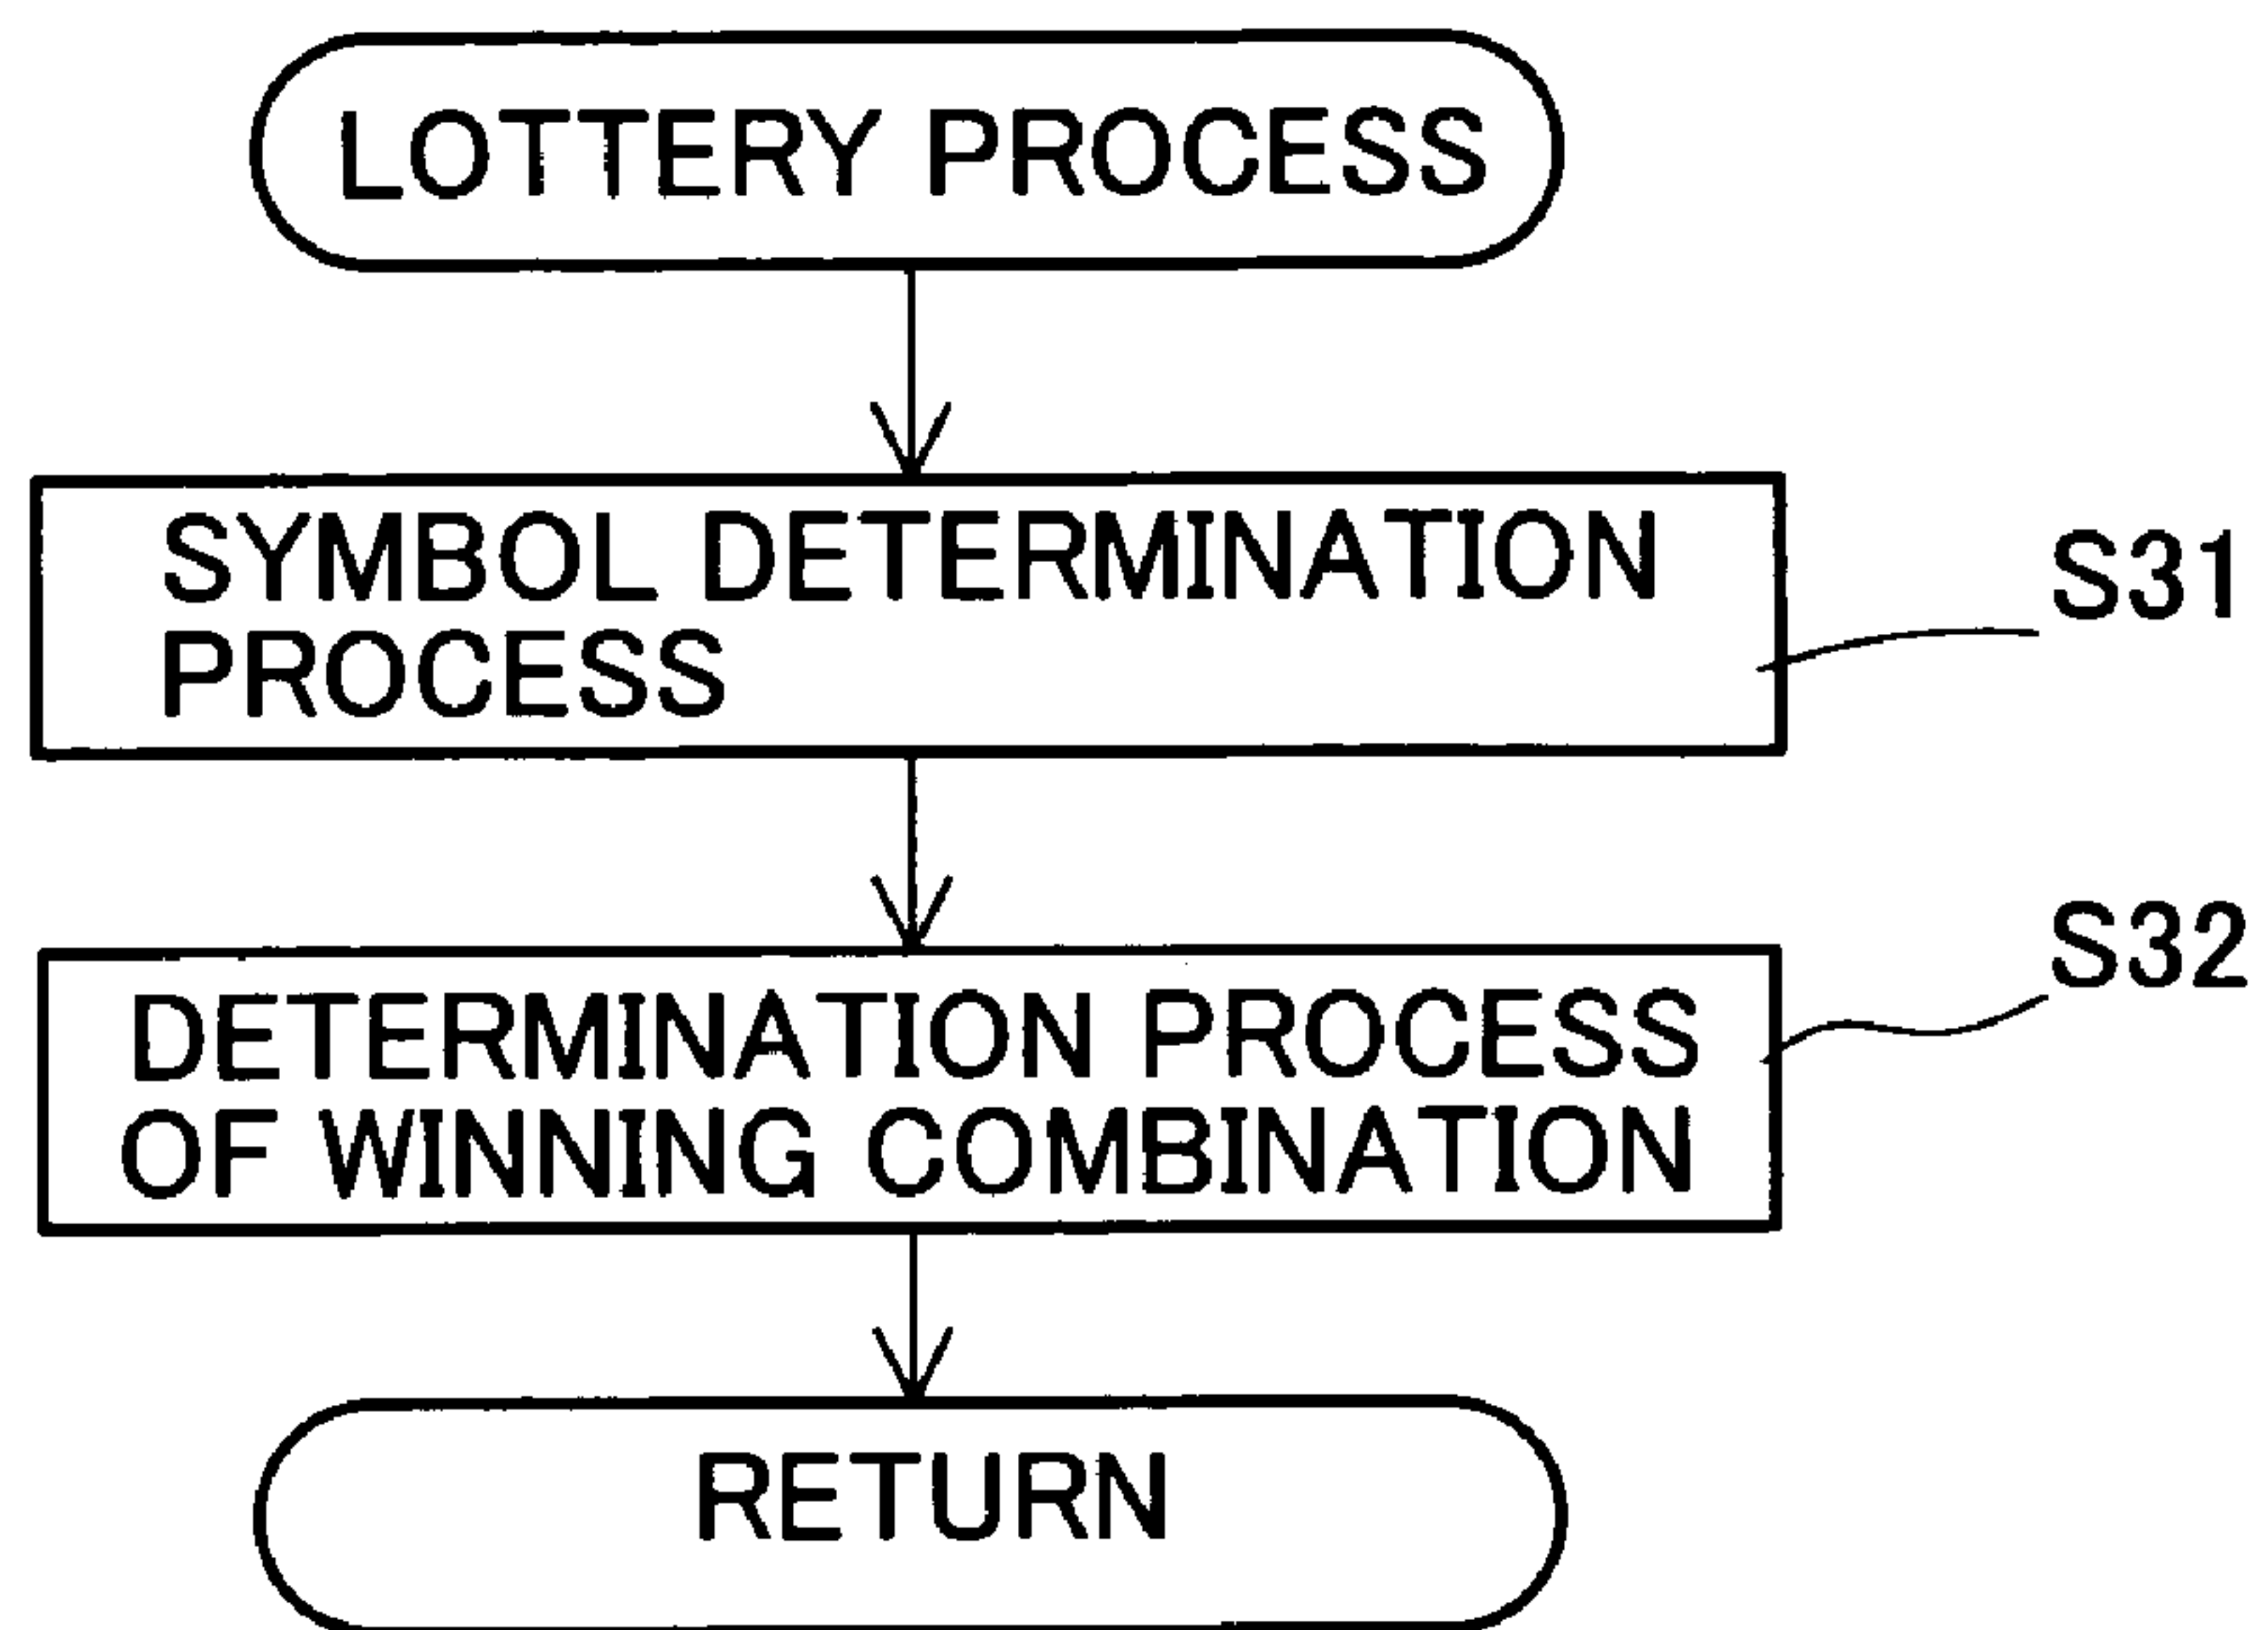 LOTTERY PROCESS
SYMBOL DETERMINATION
PROCESS
S31
DETERMINATION PROCESS
OF WINNING COMBINATION
S32
RETURN